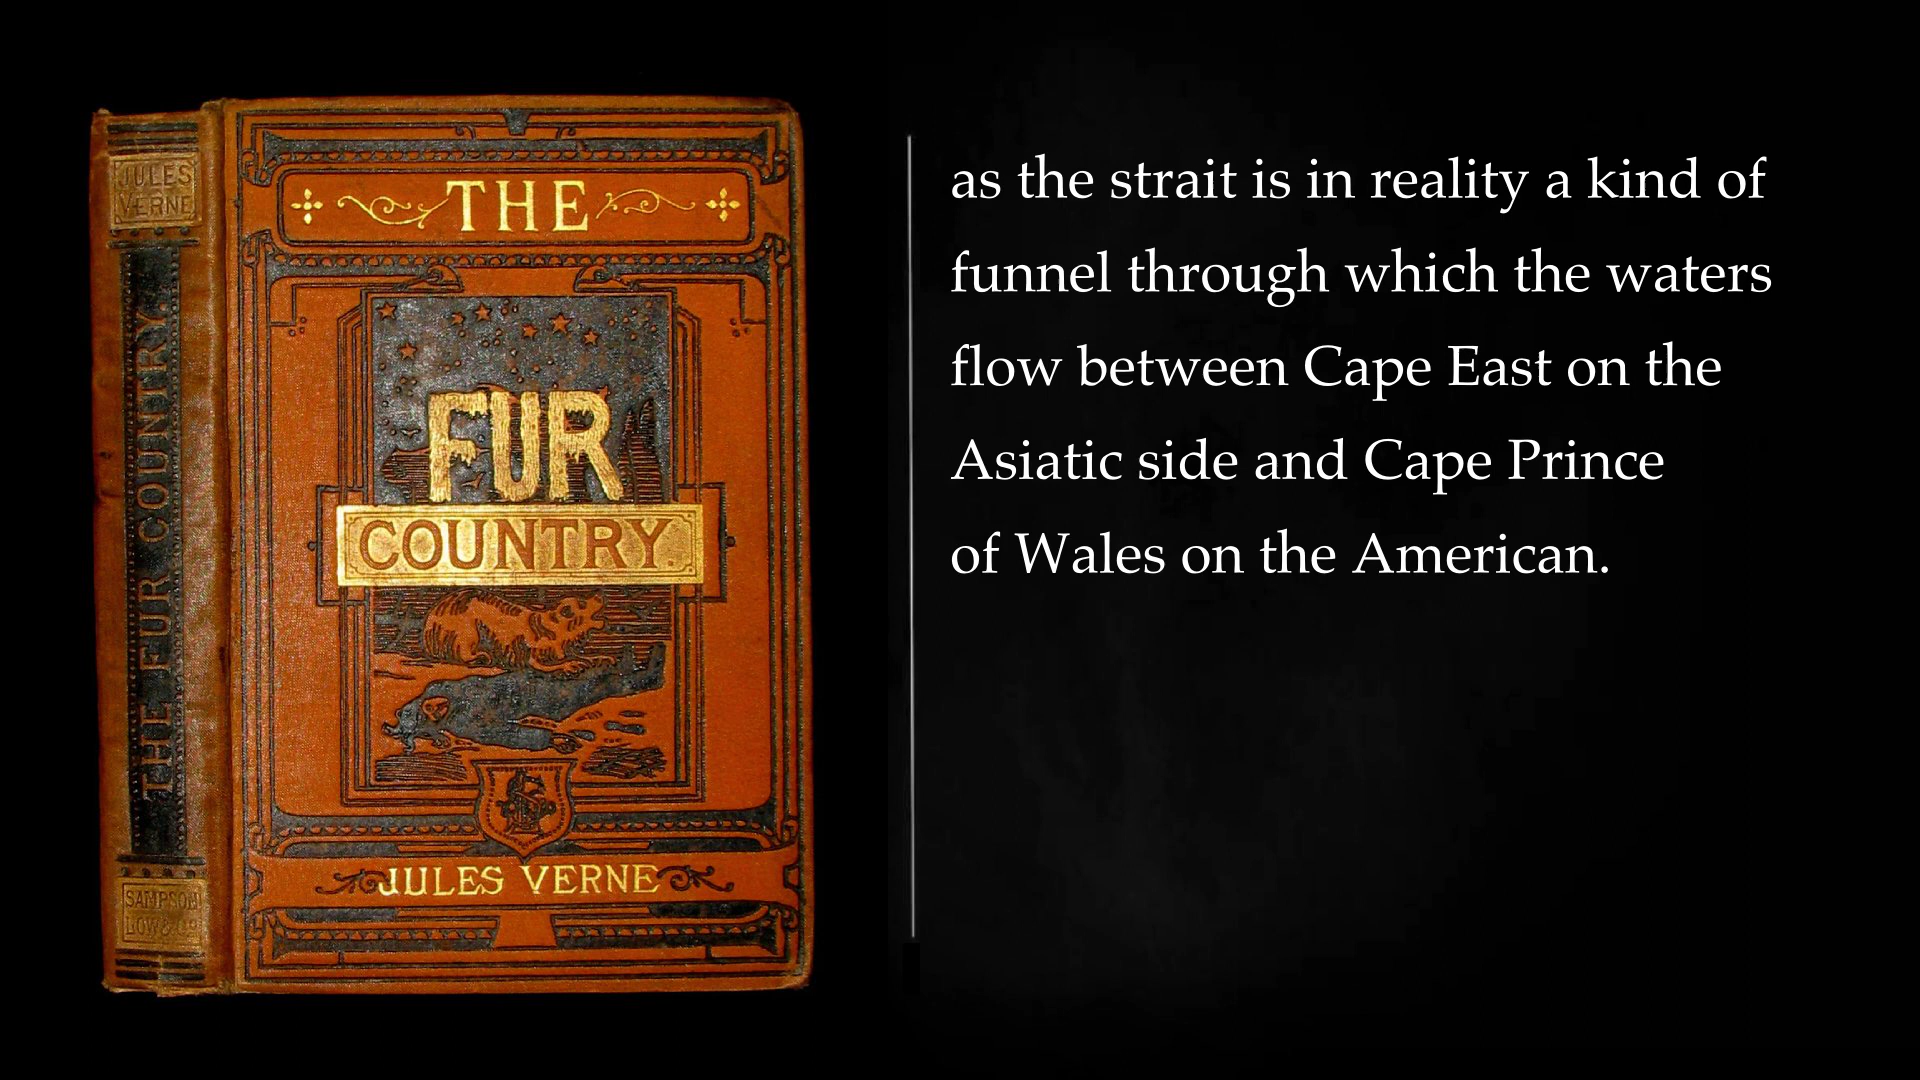 JULES
VERNE
THE FUR COUNTRY.
SAMPSON
LOW & Co
THE
FUR
COUNTRY.
JULES VERNE
as the strait is in reality a kind of
funnel through which the waters
flow between Cape East on the
Asiatic side and Cape Prince
of Wales on the American.